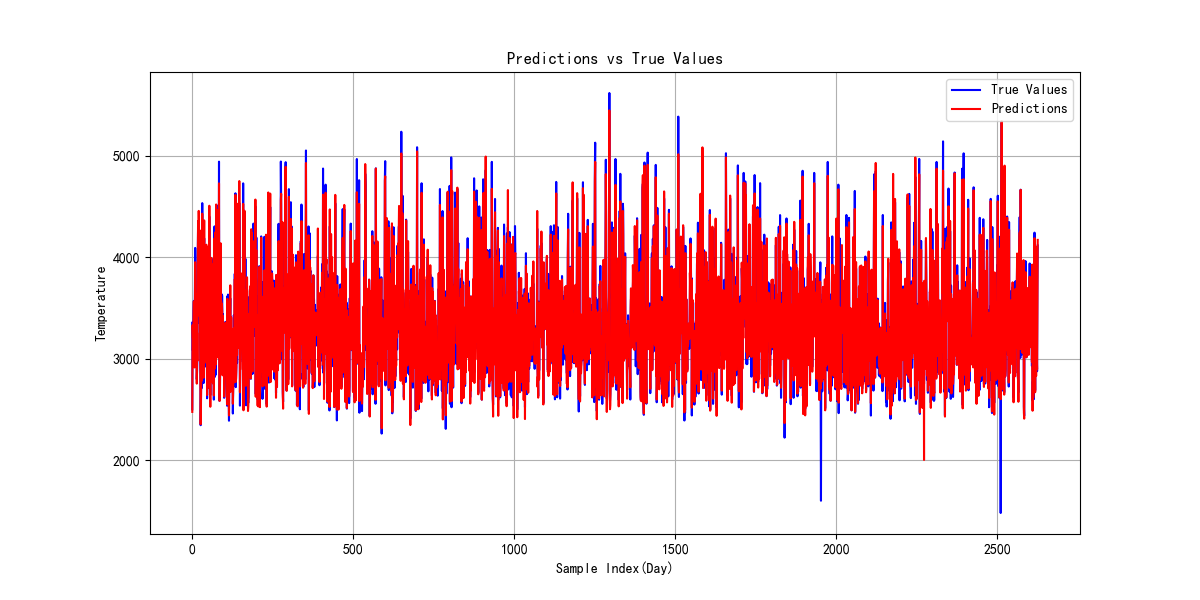 Predictions vs True Values
True Values
Predictions
Temperature
5000
4000
3000
2000
0
500
1000
1500
2000
2500
Sample Index(Day)